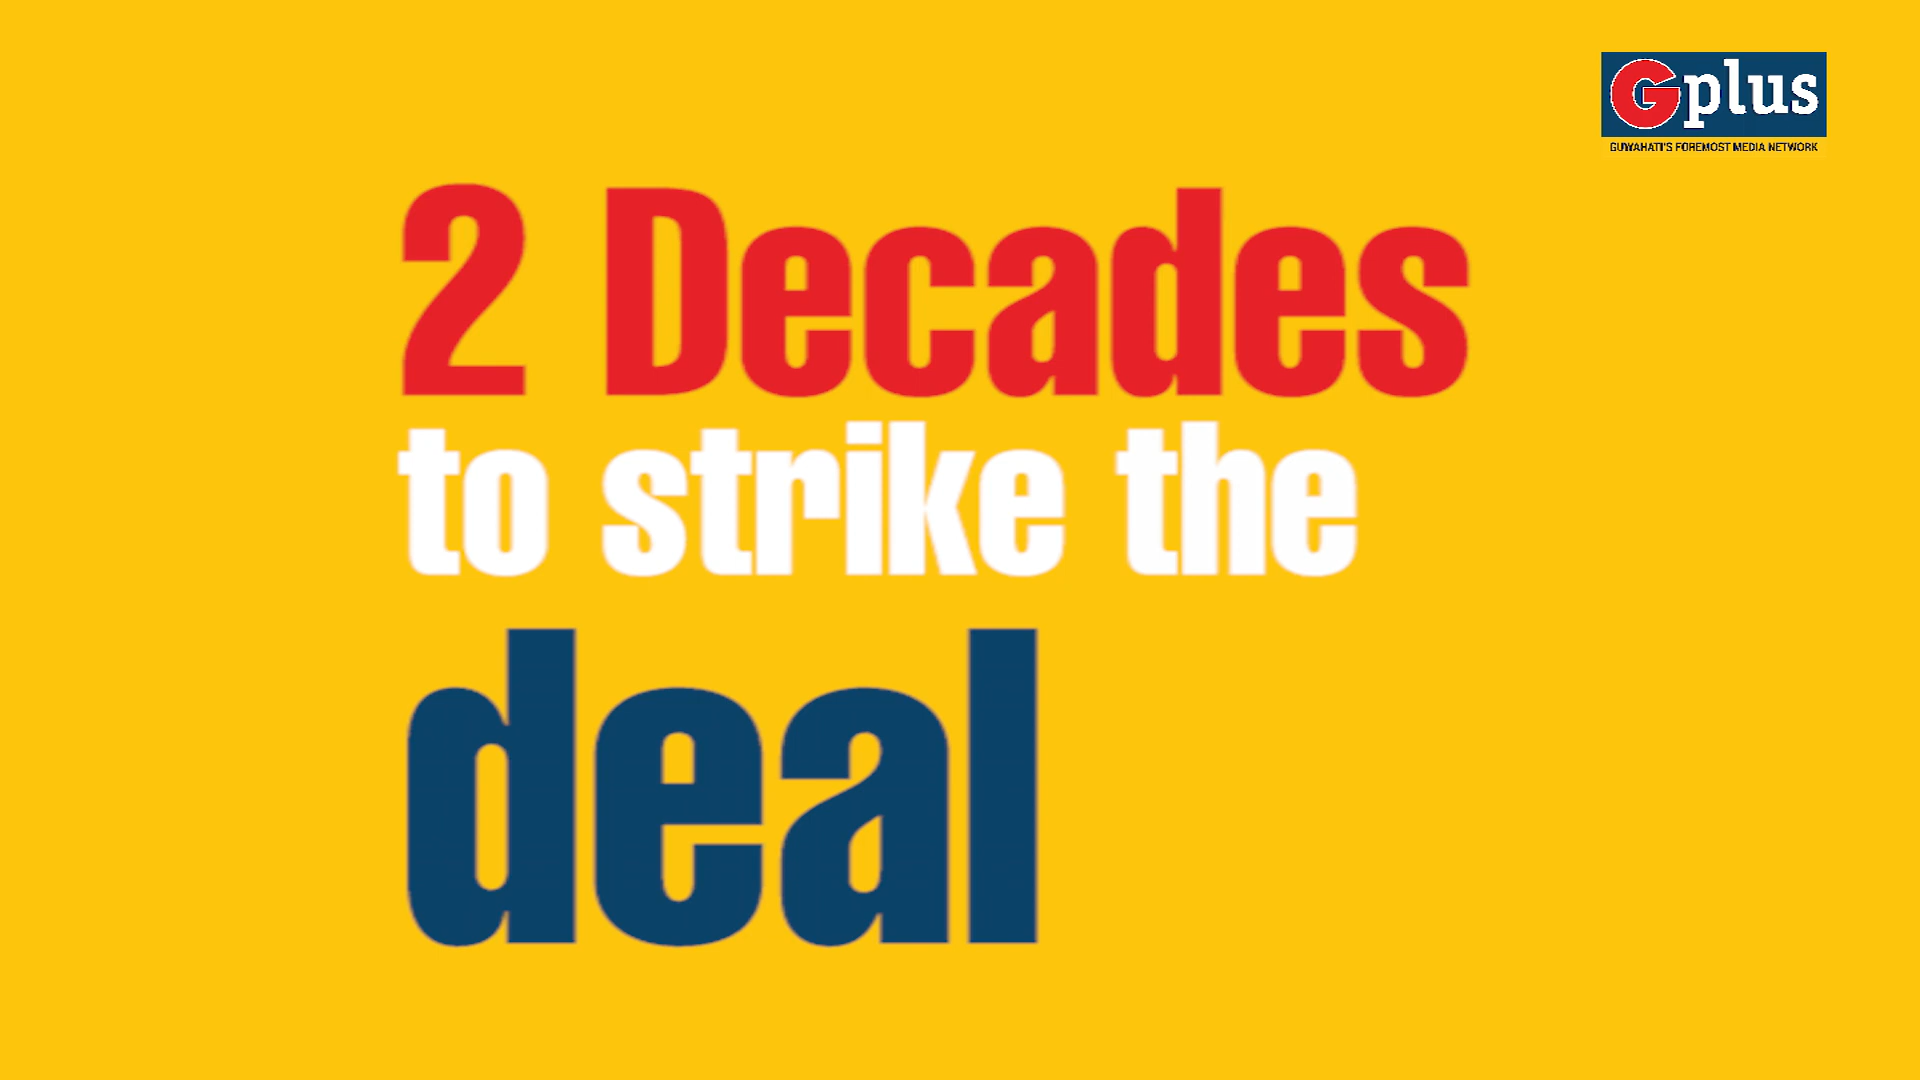 Gplus
GUWAHATI'S FOREMOST MEDIA NETWORK
2 Decades
to strike the
deal